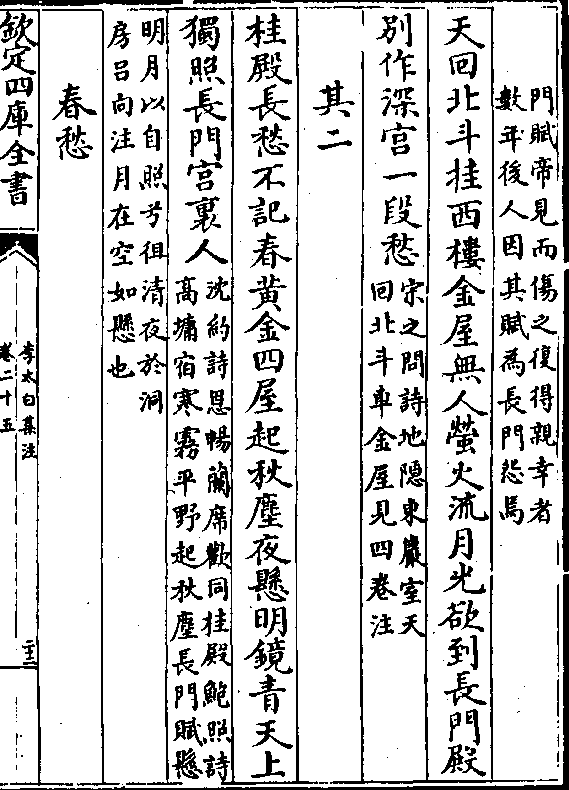 門賦帝見而傷之復得親幸者
數年後人因其賦為長門怨焉
天回北斗挂西樓金屋無人螢火流月光欲到長門殿
別作深宫一段愁
宋之問詩地隱東巖室天
回北斗車金屋見四卷注
其二
桂殿長愁不記春黄金四屋起秋塵夜懸明鏡青天上
獨照長門宫裏人
沈約詩恩暢蘭席歡同桂殿鮑照詩
髙墉宿寒霧平野起秋塵長門賦懸
明月以自照兮徂清夜於洞
房吕向注月在空如懸也
春愁
欽定四庫全書
李太白集注
卷二十五
二十二